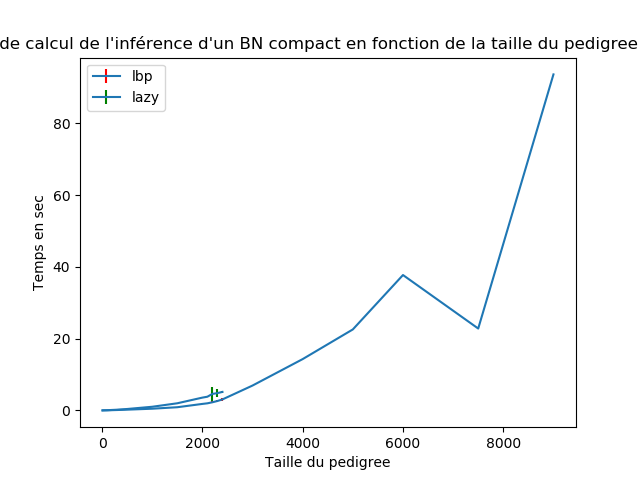 de calcul de l'inférence d'un BN compact en fonction de la taille du pedigree
lbp
lazy
80
60
40
20
0
Temps en sec
0 2000 4000 6000 8000
Taille du pedigree